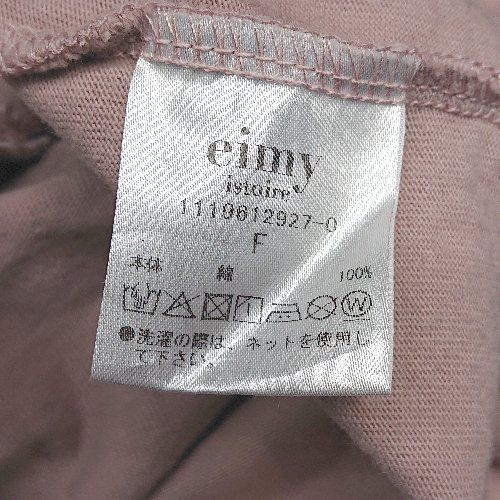 eimy
istoire
1119612927-0
F
本体 綿 100%
W
●洗濯の際は、ネットを使用し
て下さい。